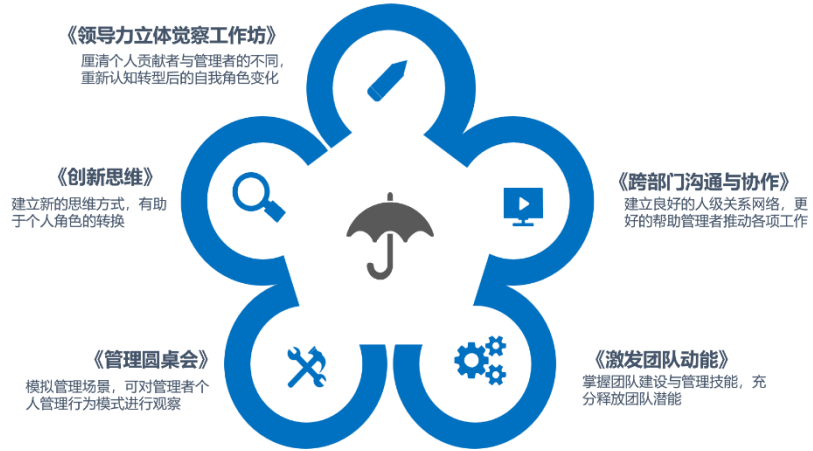 《领导力立体觉察工作坊》
厘清个人贡献者与管理者的不同，
重新认知转型后的自我角色变化
《创新思维》
建立新的思维方式，有助
于个人角色的转换
《跨部门沟通与协作》
建立良好的人级关系网络，更
好的帮助管理者推动各项工作
《管理圆桌会》
模拟管理场景，可对管理者个
人管理行为模式进行观察
《激发团队动能》
掌握团队建设与管理技能，充
分释放团队潜能